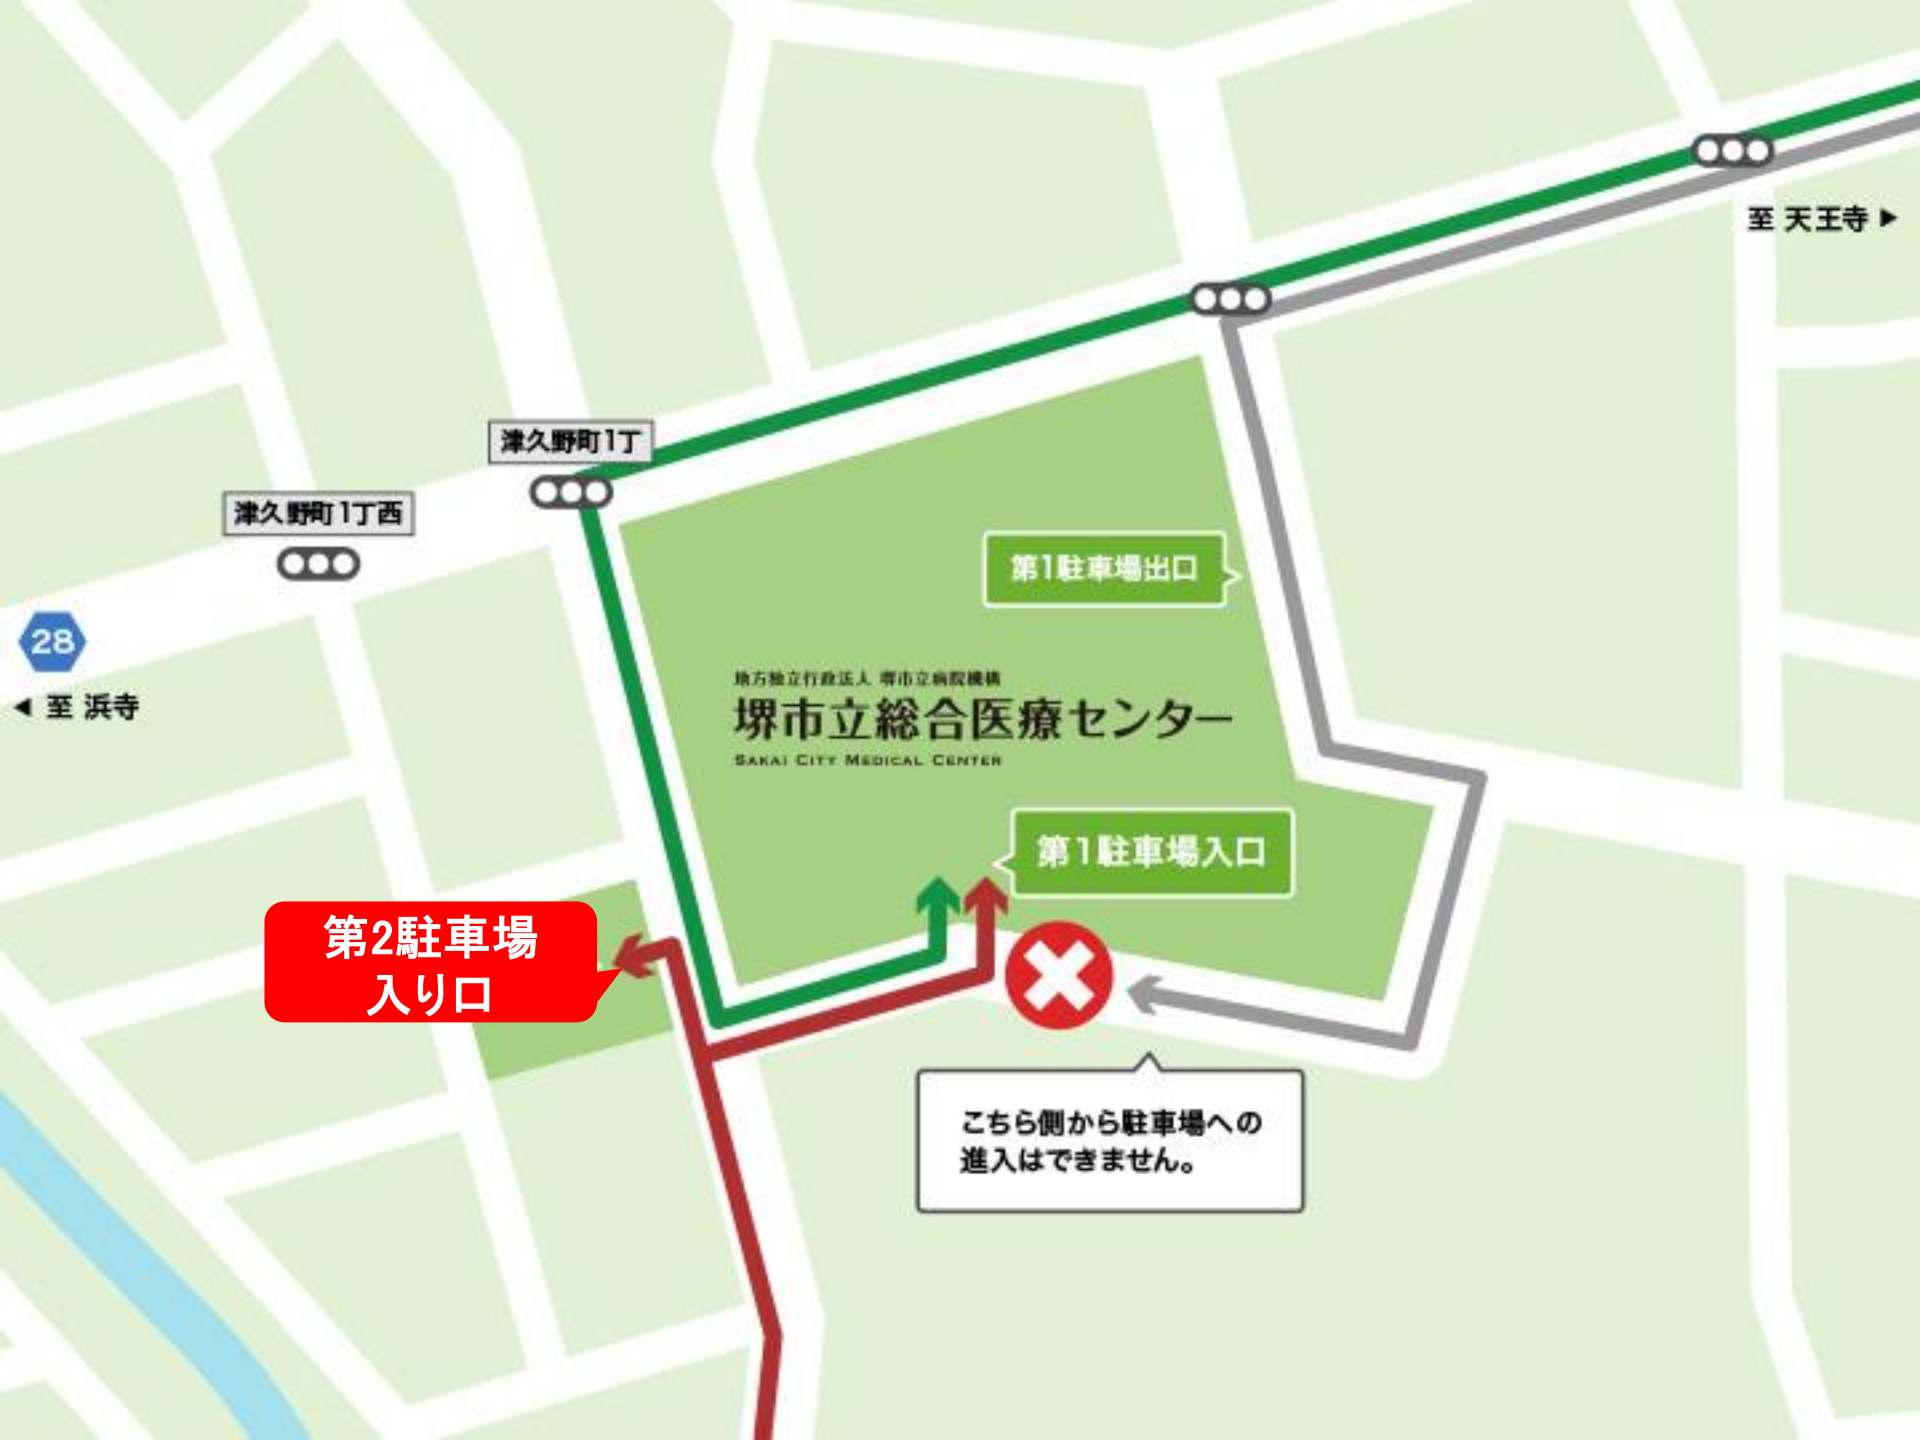 至 天王寺 ▶
津久野町1丁
津久野町1丁西
第1駐車場出口
28
◀ 至 浜寺
地方独立行政法人 堺市立病院機構
堺市立総合医療センター
SAKAI CITY MEDICAL CENTER
第1駐車場入口
第2駐車場
入り口
こちら側から駐車場への
進入はできません。